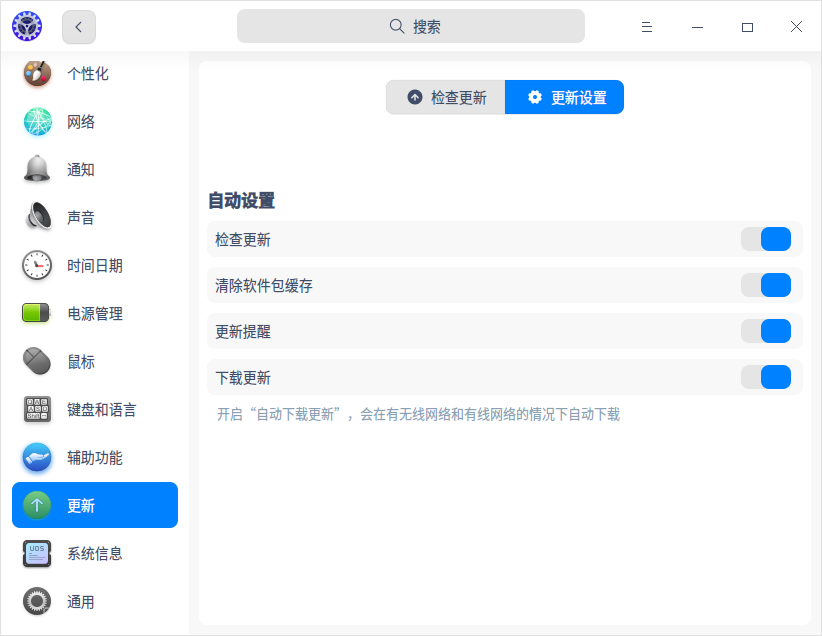 搜索
个性化
网络
通知
声音
时间日期
电源管理
鼠标
键盘和语言
辅助功能
更新
系统信息
通用
检查更新
更新设置
自动设置
检查更新
清除软件包缓存
更新提醒
下载更新
开启“自动下载更新”，会在有无线网络和有线网络的情况下自动下载
UOS